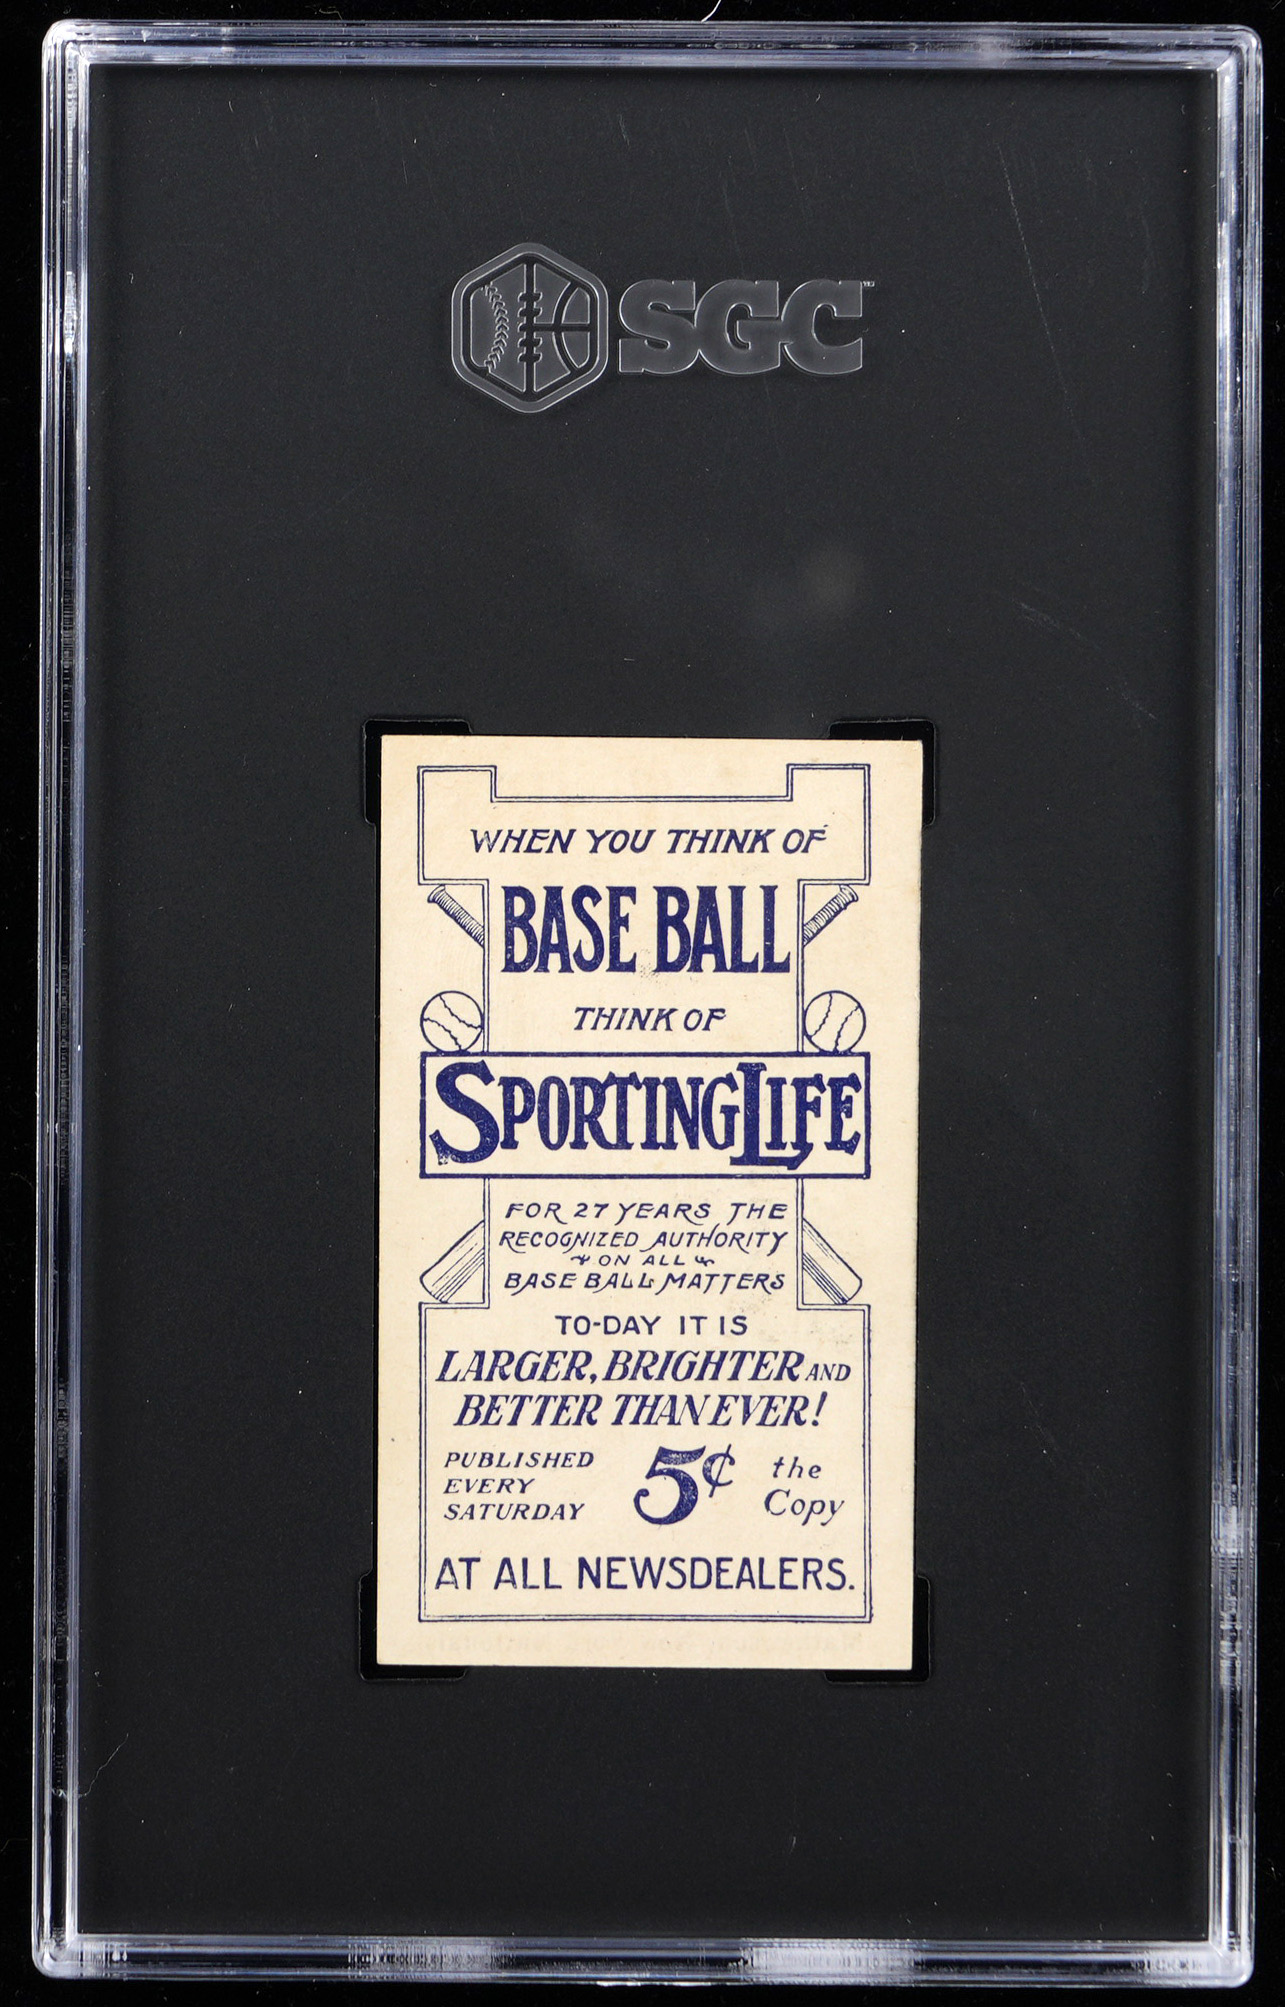 SGC™
WHEN YOU THINK OF
BASE BALL
THINK OF
SPORTING LIFE
FOR 27 YEARS THE
RECOGNIZED AUTHORITY
ON ALL
BASE BALL MATTERS
TO-DAY IT IS
LARGER, BRIGHTER AND
BETTER THAN EVER!
PUBLISHED
EVERY
SATURDAY
5¢
the
Copy
AT ALL NEWSDEALERS.